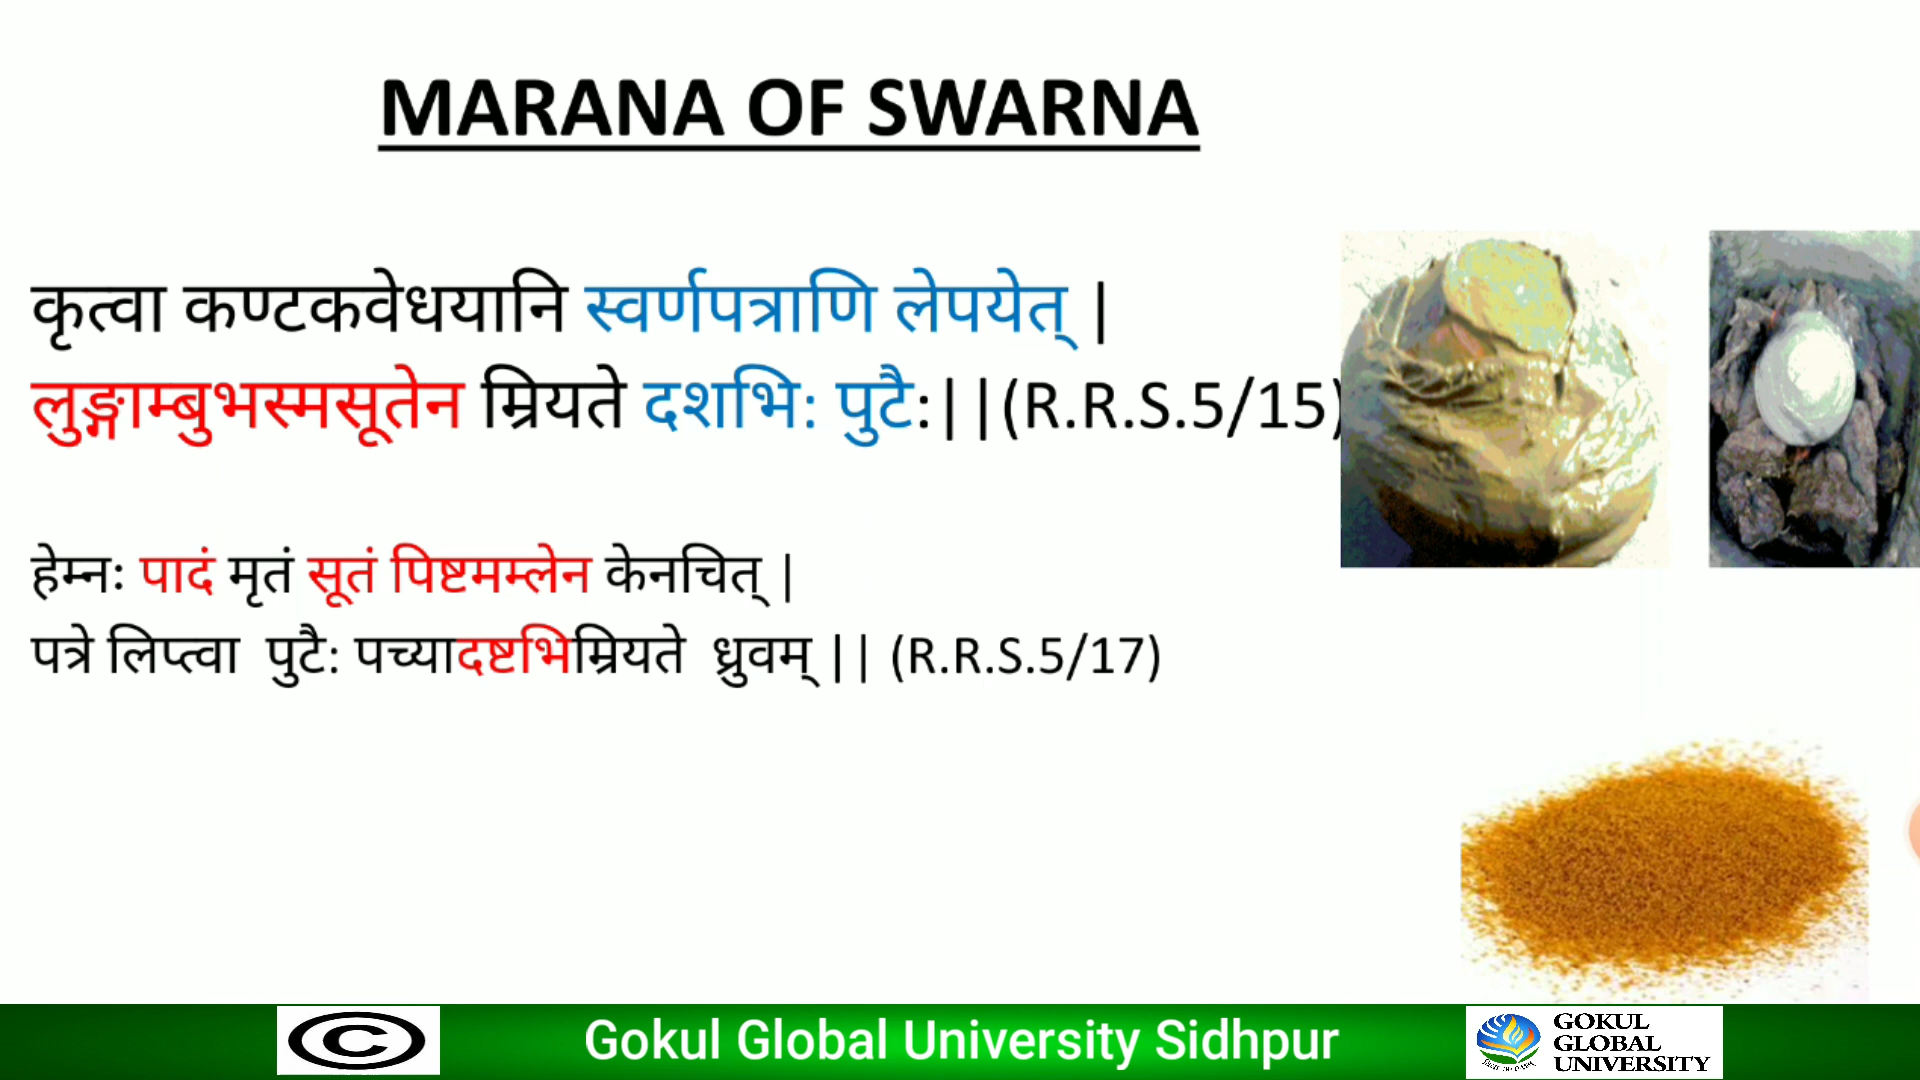 MARANA OF SWARNA
कृत्वा कण्टकवेधयानि स्वर्णपत्राणि लेपयेत् |
लुङ्गाम्बुभस्मसूतेन म्रियते दशभि: पुटै:||(R.R.S.5/15)
हेम्नः पादं मृतं सूतं पिष्टमम्लेन केनचित् |
पत्रे लिप्त्वा पुटै: पच्यादष्टभिम्रियते ध्रुवम् || (R.R.S.5/17)
©
Gokul Global University Sidhpur
GOKUL
GLOBAL
UNIVERSITY